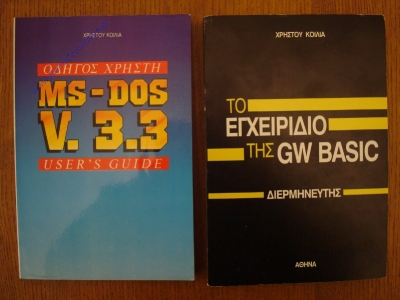 ΧΡΗΣΤΟΥ ΚΟΙΛΙΑ
ΟΔΗΓΟΣ ΧΡΗΣΤΗ
MS-DOS
V. 3.3
USER'S GUIDE
ΧΡΗΣΤΟΥ ΚΟΙΛΙΑ
ΤΟ
ΕΓΧΕΙΡΙΔΙΟ
ΤΗΣ GW BASIC
ΔΙΕΡΜΗΝΕΥΤΗΣ
ΑΘΗΝΑ